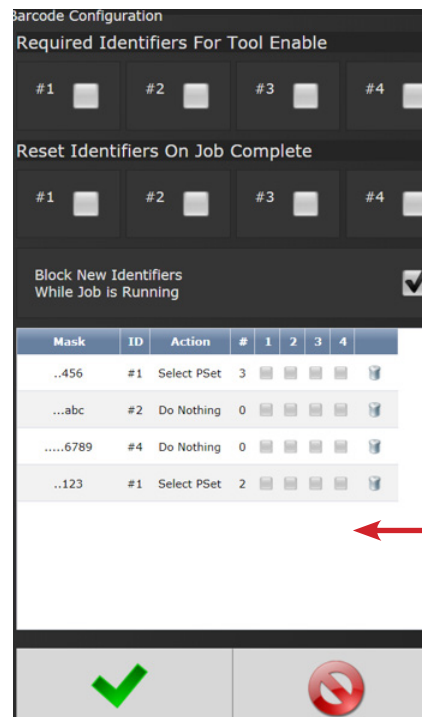 Barcode Configuration
Required Identifiers For Tool Enable
#1 #2 #3 #4
Reset Identifiers On Job Complete
#1 #2 #3 #4
Block New Identifiers
While Job is Running
Mask ID Action # 1 2 3 4
..456 #1 Select PSet 3
...abc #2 Do Nothing 0
.....6789 #4 Do Nothing 0
..123 #1 Select PSet 2